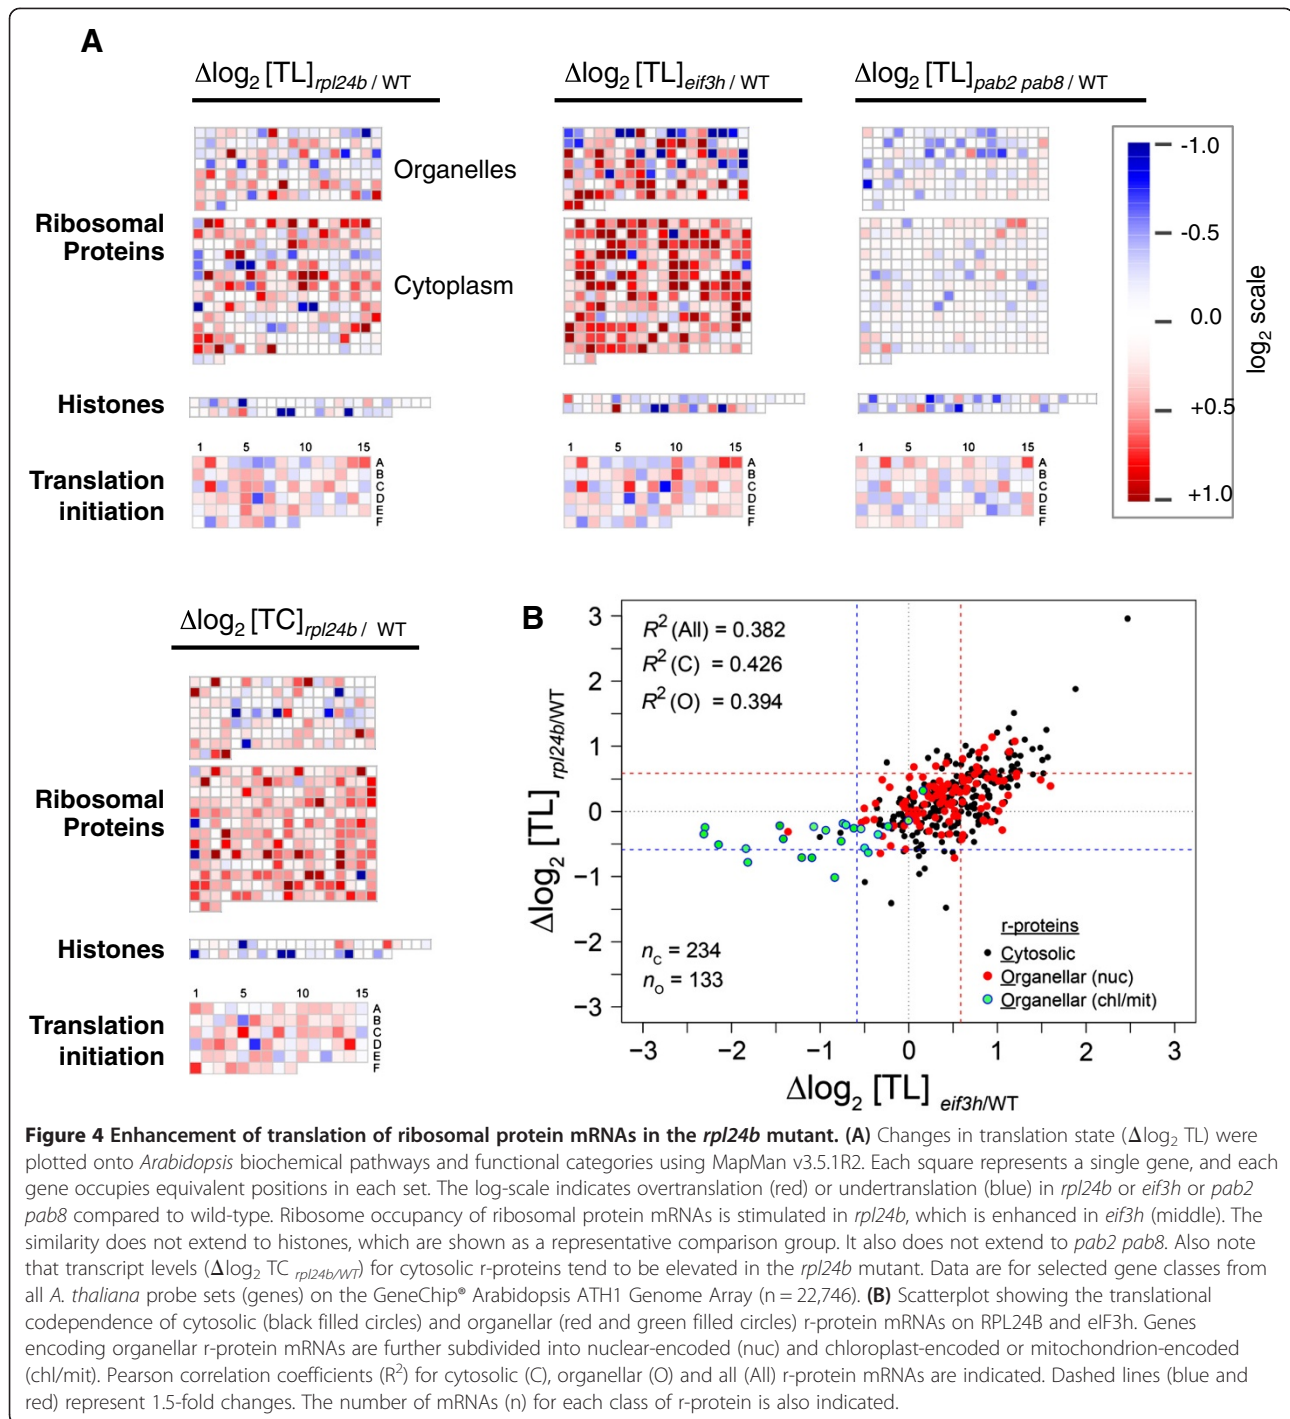 A
Δlog₂ [TL] rpl24b / WT
Δlog₂ [TL] eif3h / WT
Δlog₂ [TL] pab2 pab8 / WT
Organelles
Ribosomal
Proteins
Cytoplasm
Histones
1 5 10 15
1 5 10 15
1 5 10 15
Translation
initiation
A
B
C
D
E
F
A
B
C
D
E
F
A
B
C
D
E
F
-1.0
-0.5
0.0
+0.5
+1.0
log₂ scale
Δlog₂ [TC] rpl24b / WT
Ribosomal
Proteins
Histones
1 5 10 15
Translation
initiation
A
B
C
D
E
F
B
R² (All) = 0.382
R² (C) = 0.426
R² (O) = 0.394
3
2
1
0
−1
−2
−3
Δlog₂ [TL] rpl24b/WT
nC = 234
nO = 133
r-proteins
Cytosolic
Organellar (nuc)
Organellar (chl/mit)
−3 −2 −1 0 1 2 3
Δlog₂ [TL] eif3h/WT
Figure 4 Enhancement of translation of ribosomal protein mRNAs in the rpl24b mutant. (A) Changes in translation state (Δlog₂ TL) were
plotted onto Arabidopsis biochemical pathways and functional categories using MapMan v3.5.1R2. Each square represents a single gene, and each
gene occupies equivalent positions in each set. The log-scale indicates overtranslation (red) or undertranslation (blue) in rpl24b or eif3h or pab2
pab8 compared to wild-type. Ribosome occupancy of ribosomal protein mRNAs is stimulated in rpl24b, which is enhanced in eif3h (middle). The
similarity does not extend to histones, which are shown as a representative comparison group. It also does not extend to pab2 pab8. Also note
that transcript levels (Δlog₂ TC rpl24b/WT) for cytosolic r-proteins tend to be elevated in the rpl24b mutant. Data are for selected gene classes from
all A. thaliana probe sets (genes) on the GeneChip® Arabidopsis ATH1 Genome Array (n = 22,746). (B) Scatterplot showing the translational
codependence of cytosolic (black filled circles) and organellar (red and green filled circles) r-protein mRNAs on RPL24B and eIF3h. Genes
encoding organellar r-protein mRNAs are further subdivided into nuclear-encoded (nuc) and chloroplast-encoded or mitochondrion-encoded
(chl/mit). Pearson correlation coefficients (R²) for cytosolic (C), organellar (O) and all (All) r-protein mRNAs are indicated. Dashed lines (blue and
red) represent 1.5-fold changes. The number of mRNAs (n) for each class of r-protein is also indicated.